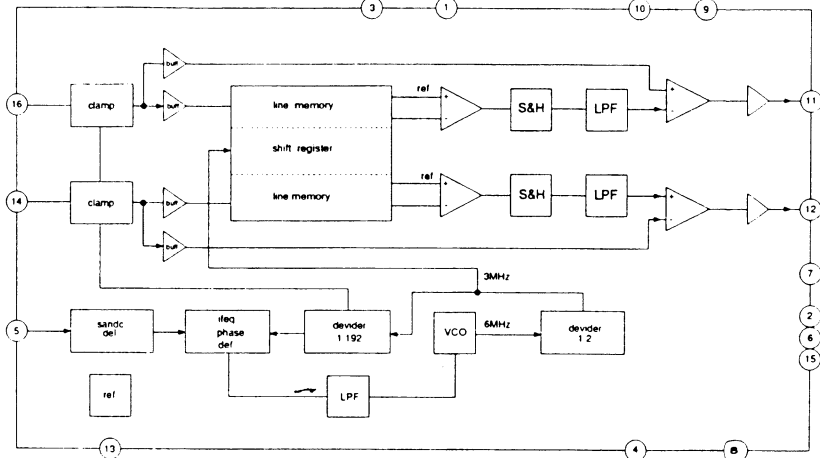 3
1
10
9
buff
16
clamp
buff
line memory
ref
+
-
S&H
LPF
+
-
11
shift register
14
clamp
buff
line memory
ref
+
-
S&H
LPF
+
-
12
buff
3MHz
7
5
sandc
def
ifeq
phase
def
devider
1 192
VCO
6MHz
devider
1 2
2
6
15
ref
LPF
13
4
8